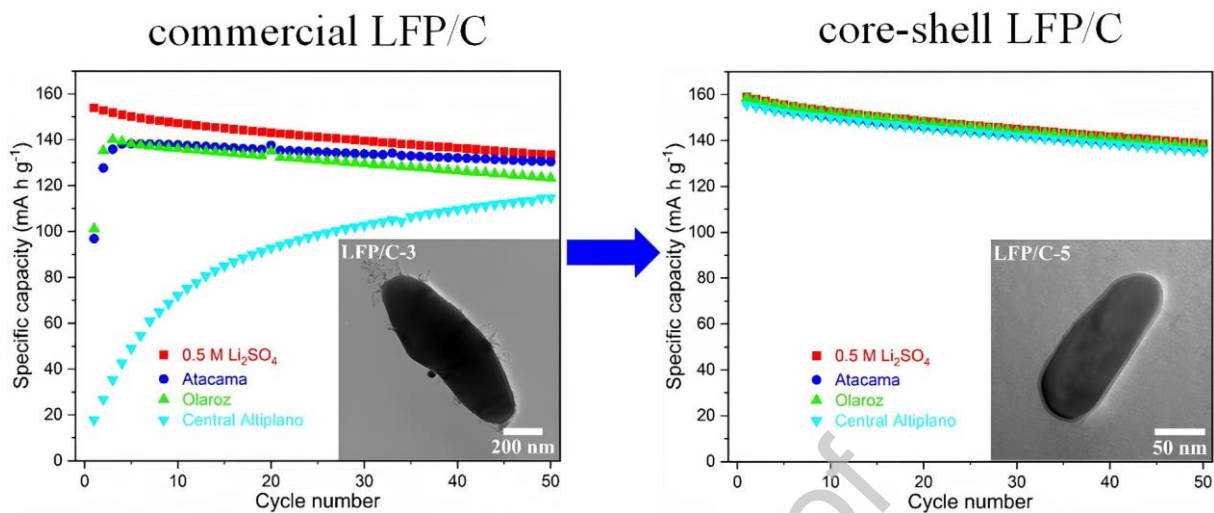 commercial LFP/C
Specific capacity (mA h g⁻¹)
160
140
120
100
80
60
40
20
0
0 10 20 30 40 50
Cycle number
0.5 M Li₂SO₄
Atacama
Olaroz
Central Altiplano
LFP/C-3
200 nm
core-shell LFP/C
Specific capacity (mA h g⁻¹)
160
140
120
100
80
60
40
20
0
0 10 20 30 40 50
Cycle number
0.5 M Li₂SO₄
Atacama
Olaroz
Central Altiplano
LFP/C-5
50 nm
of